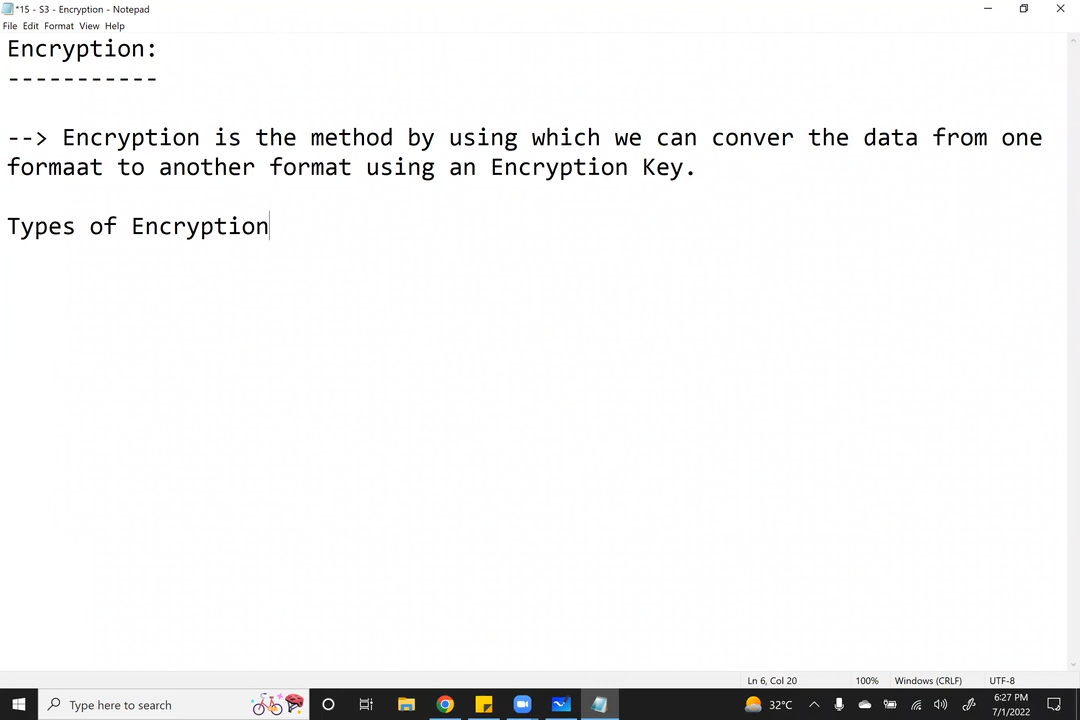 *15 - S3 - Encryption - Notepad
File Edit Format View Help
Encryption:
-----------
--> Encryption is the method by using which we can conver the data from one
formaat to another format using an Encryption Key.
Types of Encryption
Ln 6, Col 20 100% Windows (CRLF) UTF-8
Type here to search 32°C 6:27 PM
7/1/2022